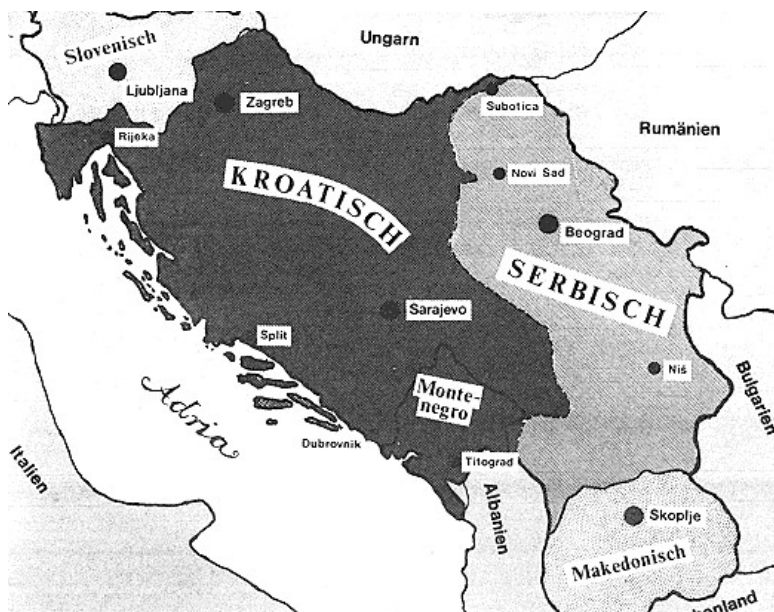 Slovenisch
Ljubljana
Ungarn
Zagreb
Subotica
Rumänien
Rijeka
KROATISCH
Novi Sad
Beograd
SERBISCH
Sarajevo
Split
Monte-
negro
Niš
Bulgarien
Adria
Dubrovnik
Titograd
Italien
Albanien
Skoplje
Makedonisch